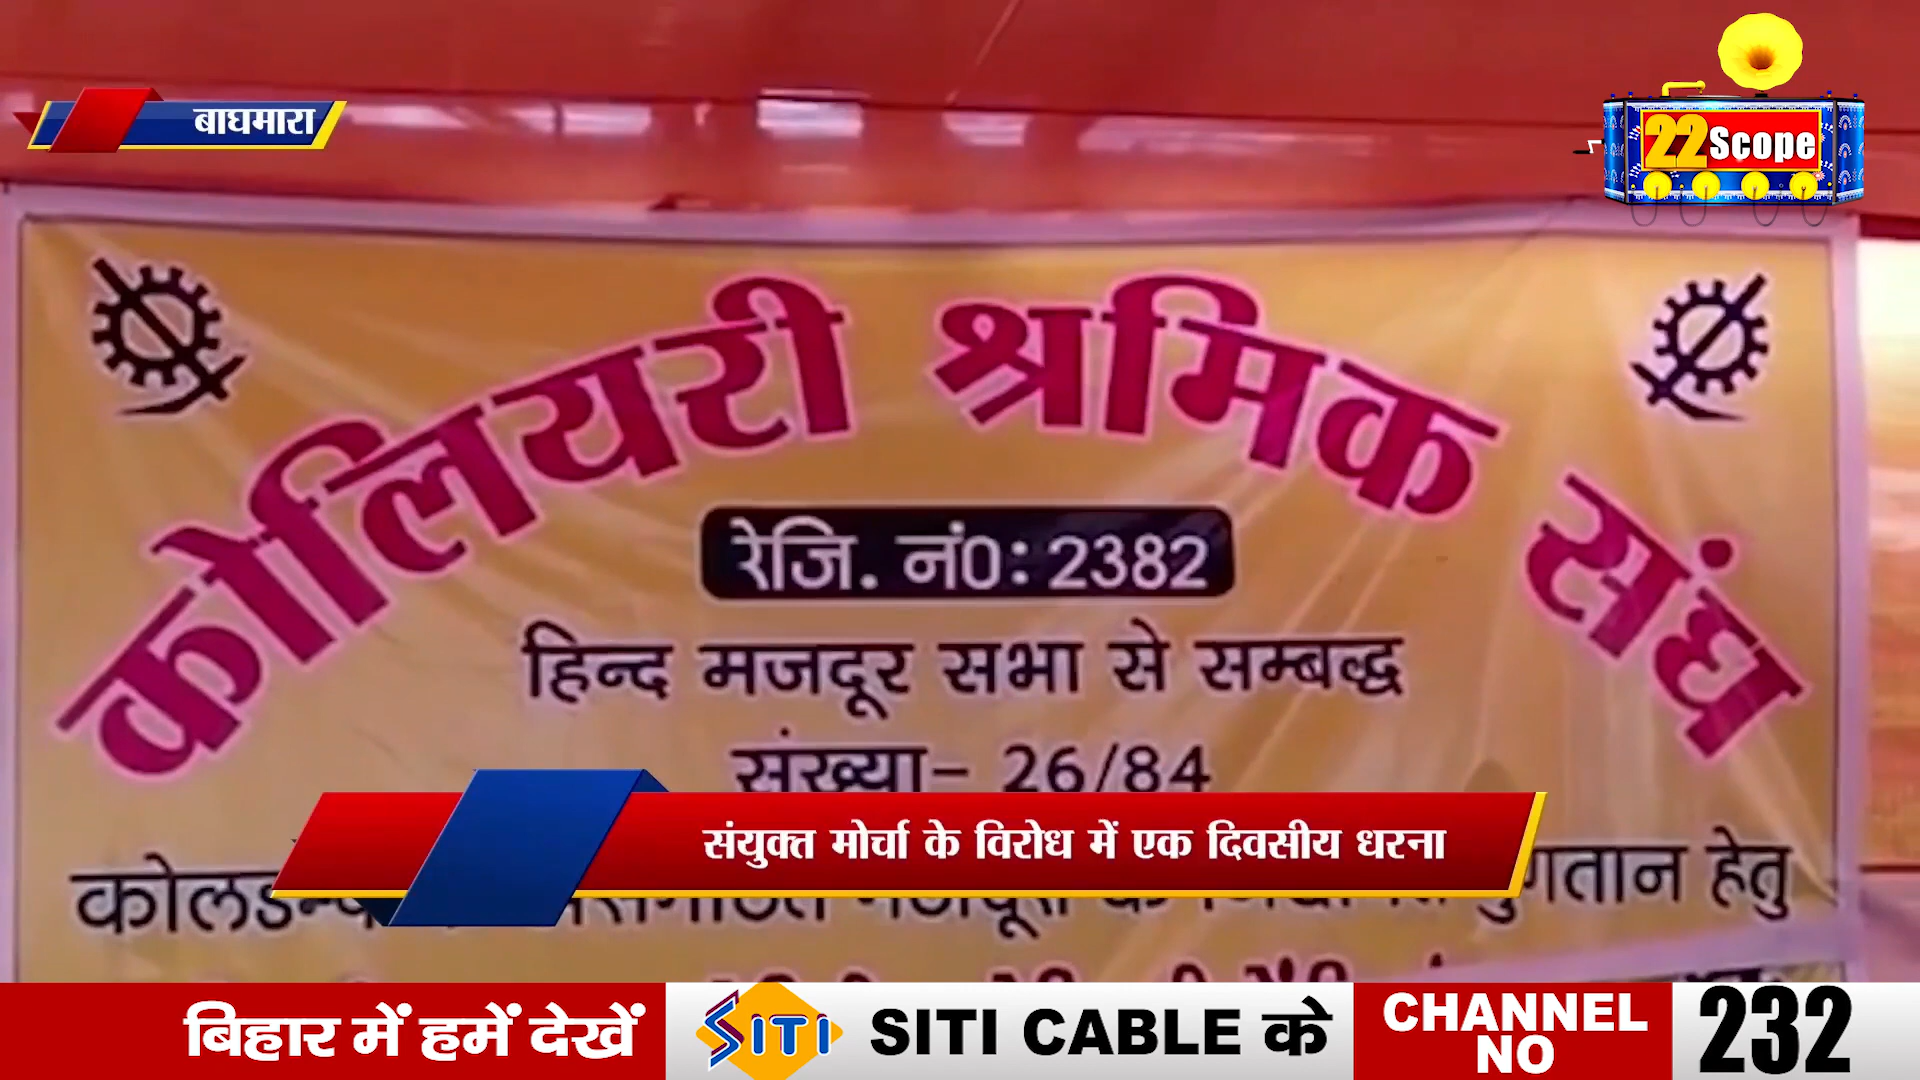 बाघमारा
22Scope
कोलियरी श्रमिक संघ
रेजि. नं0: 2382
हिन्द मजदूर सभा से सम्बद्ध
संख्या- 26/84
संयुक्त मोर्चा के विरोध में एक दिवसीय धरना
हेतु
बिहार में हमें देखें
SITI SITI CABLE के
CHANNEL NO 232